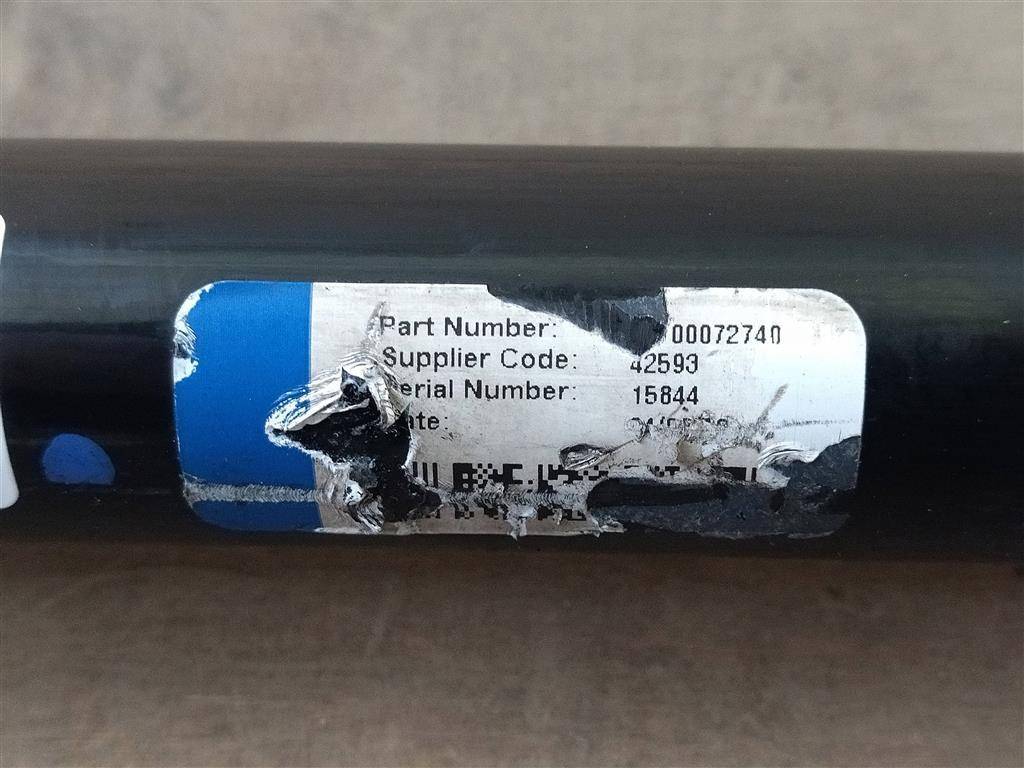 Part Number: 00072740
Supplier Code: 42593
Serial Number: 15844